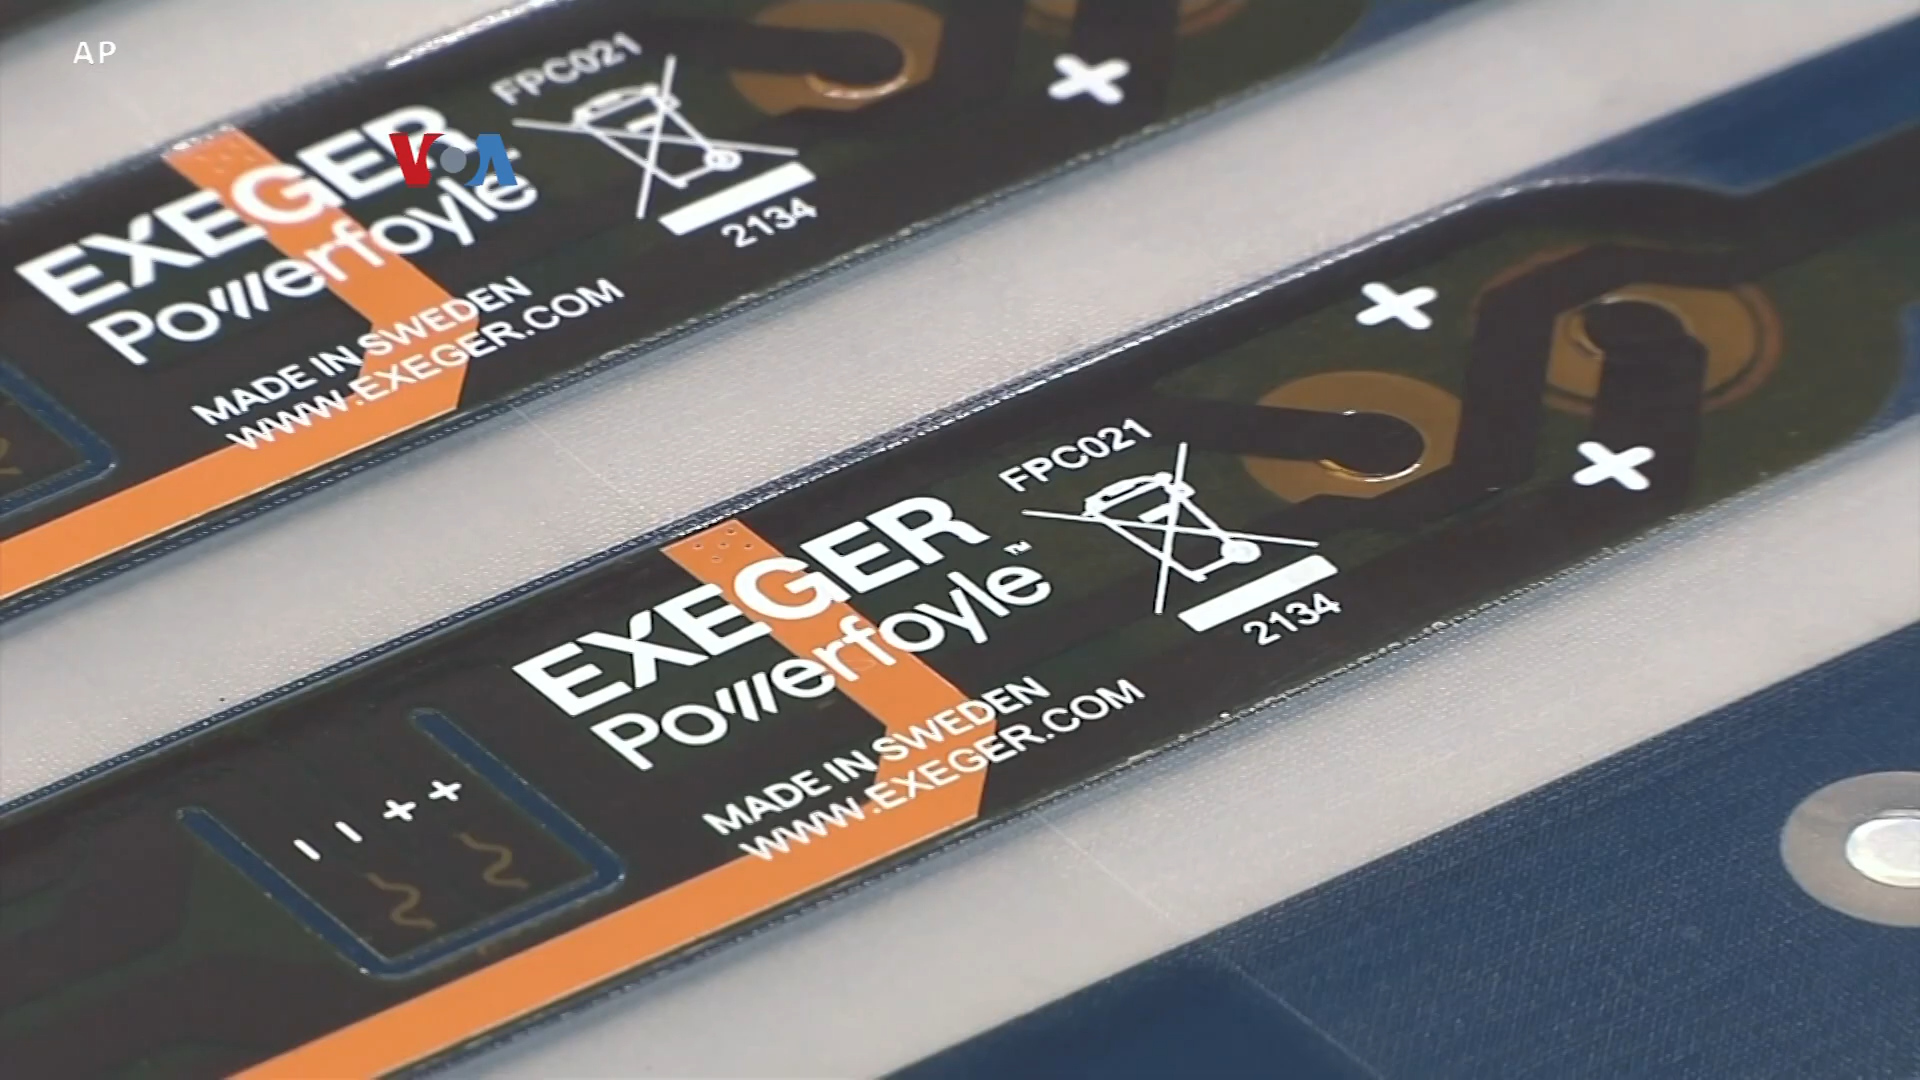 AP
VOA
FPC021
EXEGER
Powerfoyle
2134
MADE IN SWEDEN
WWW.EXEGER.COM
FPC021
EXEGER
Powerfoyle™
2134
MADE IN SWEDEN
WWW.EXEGER.COM